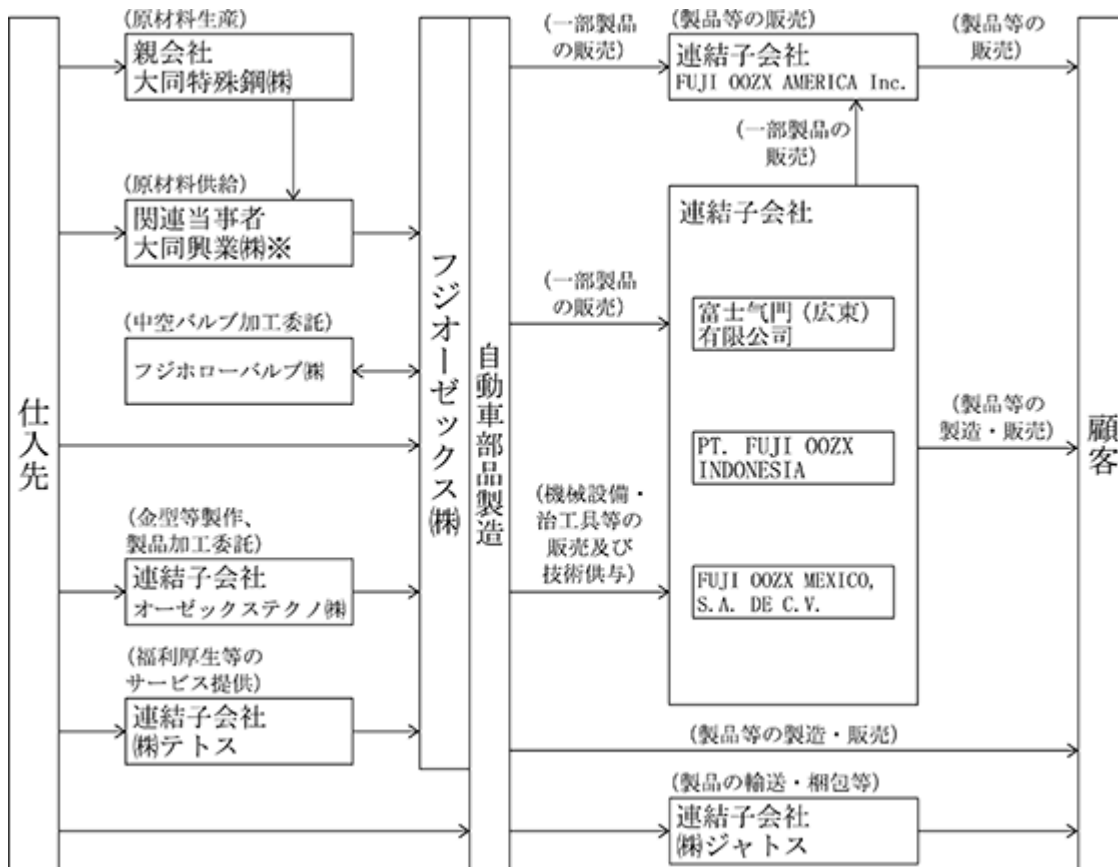 仕入先
(原材料生産)
親会社
大同特殊鋼㈱
(原材料供給)
関連当事者
大同興業㈱※
(中空バルブ加工委託)
フジホローバルブ㈱
(金型等製作、
製品加工委託)
連結子会社
オーゼックステクノ㈱
(福利厚生等の
サービス提供)
連結子会社
㈱テトス
フジオーゼックス㈱
自動車部品製造
(一部製品
の販売)
(製品等の販売)
連結子会社
FUJI OOZX AMERICA Inc.
(製品等の
販売)
(一部製品の
販売)
連結子会社
(一部製品
の販売)
富士气門(広東)
有限公司
PT. FUJI OOZX
INDONESIA
(製品等の
製造・販売)
(機械設備・
治工具等の
販売及び
技術供与)
FUJI OOZX MEXICO,
S.A. DE C.V.
(製品等の製造・販売)
(製品の輸送・梱包等)
連結子会社
㈱ジャトス
顧客